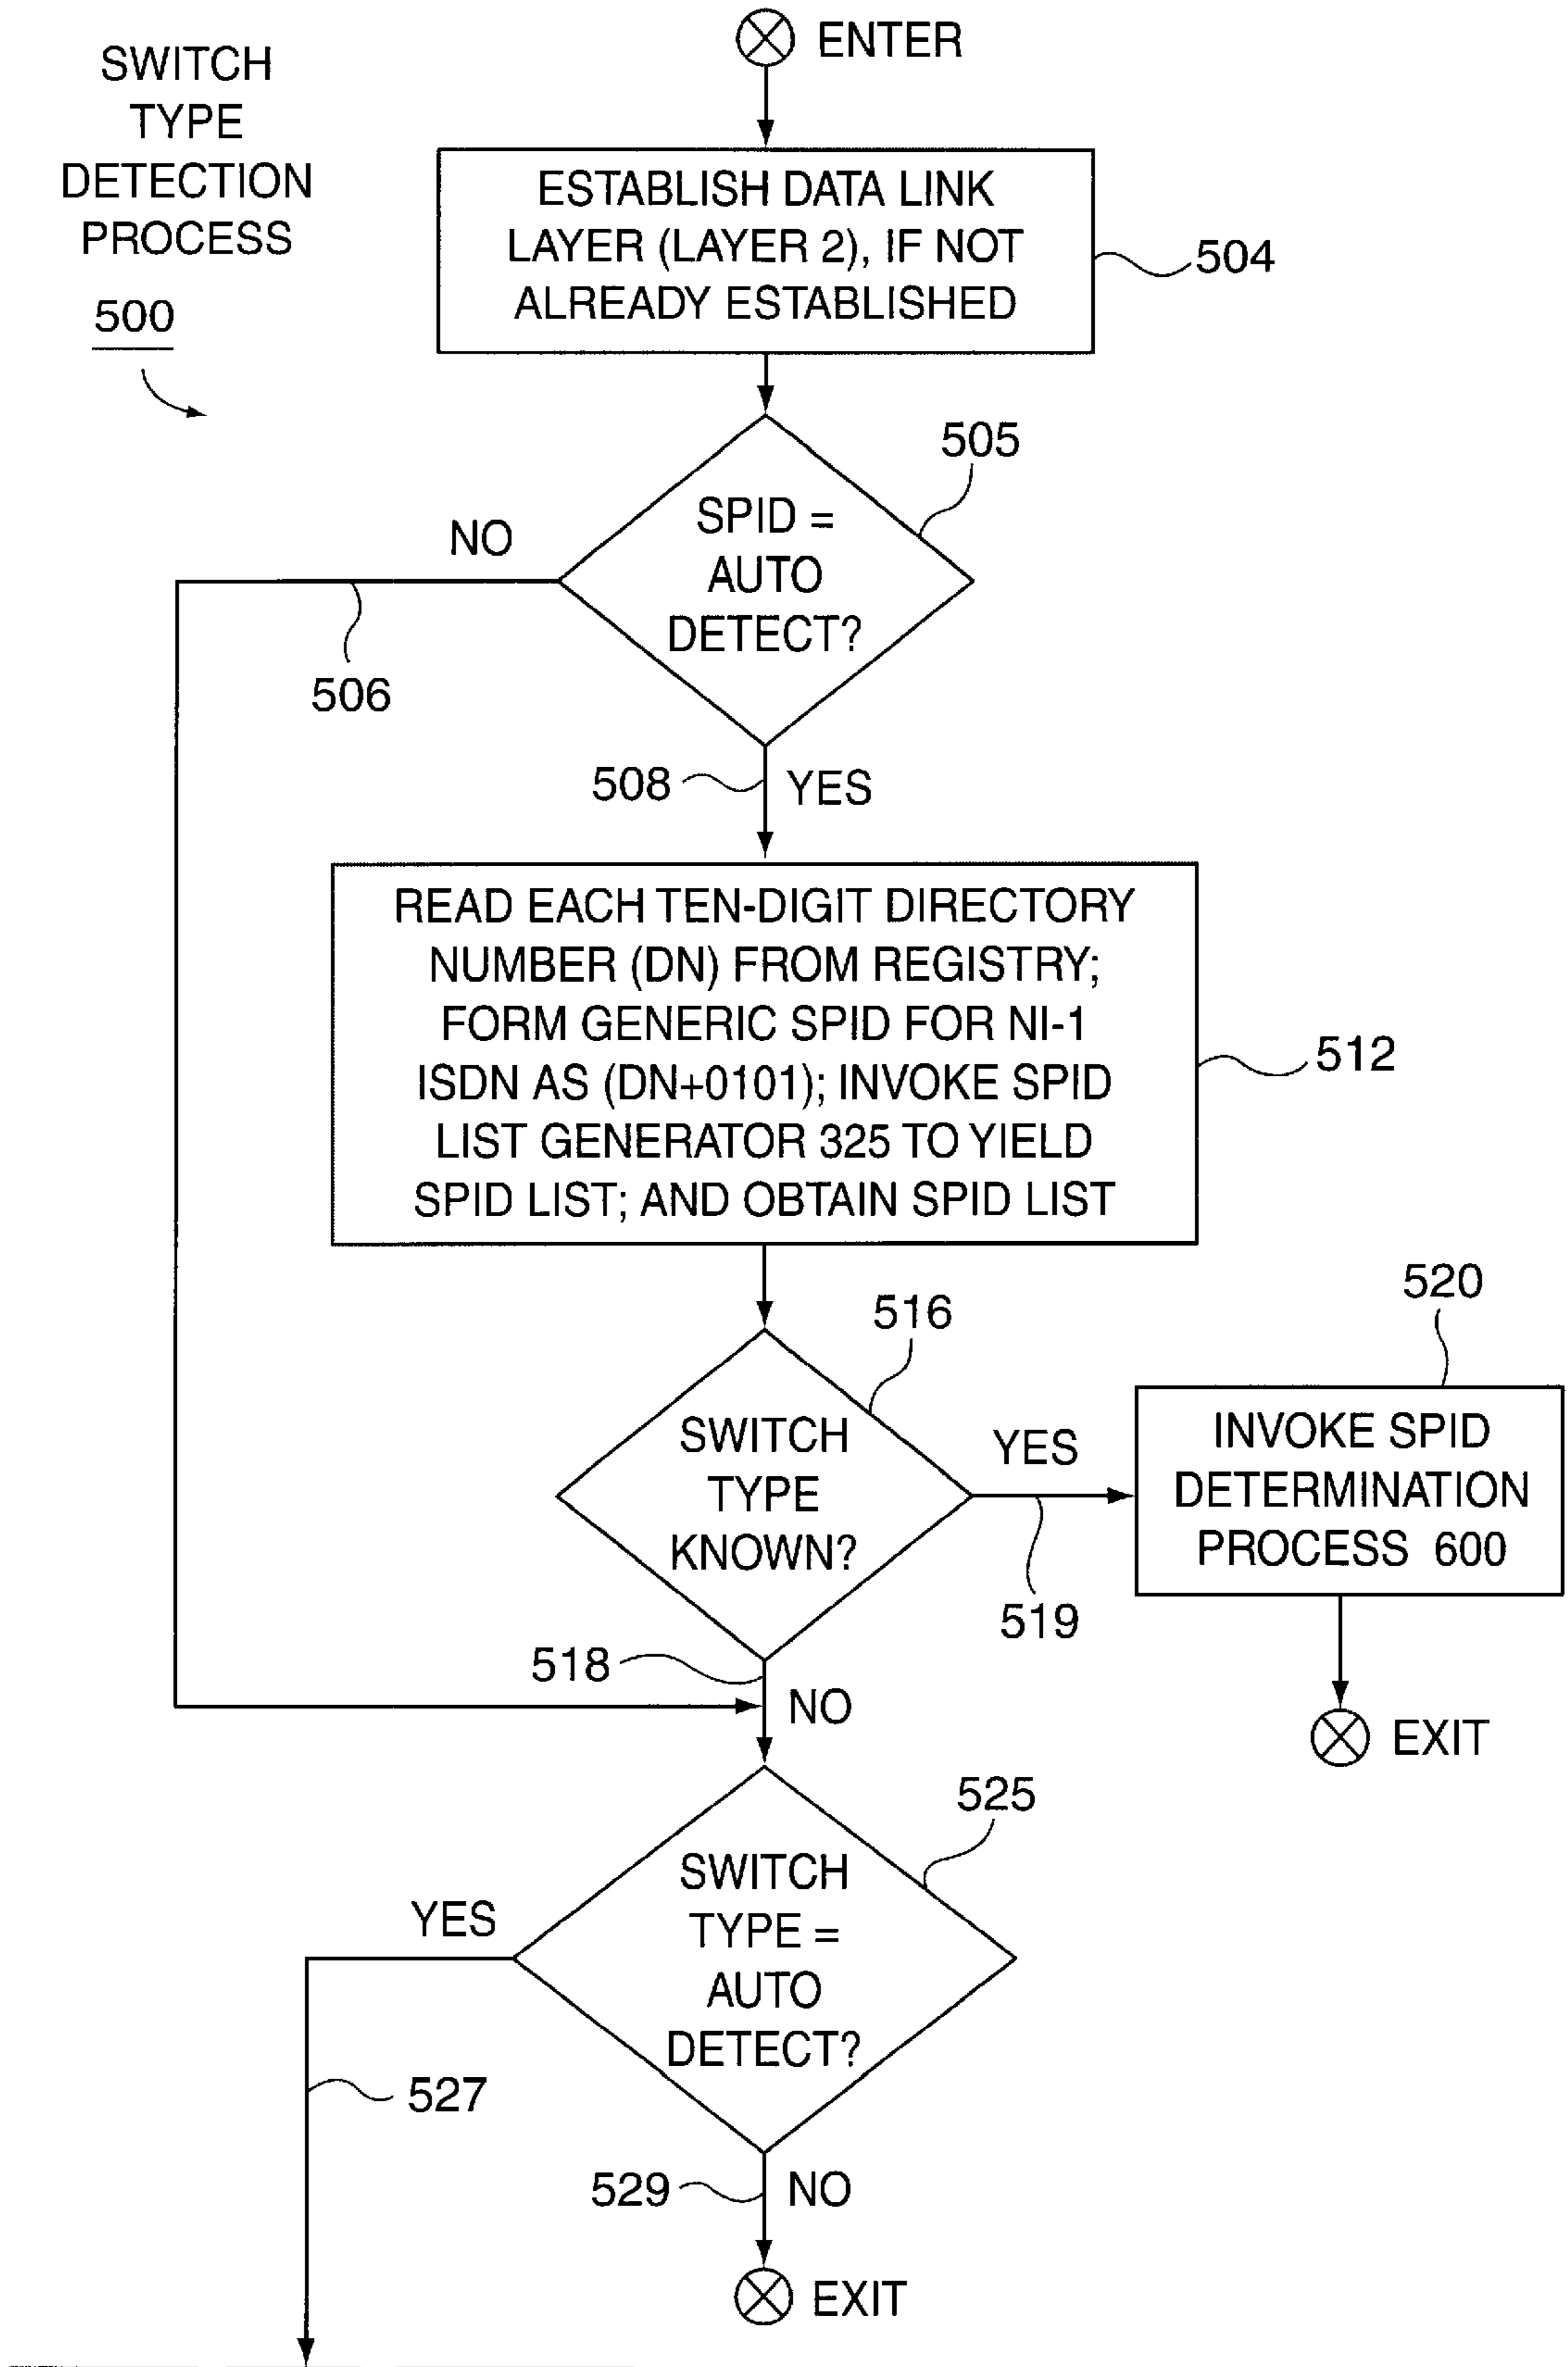 SWITCH
TYPE
DETECTION
PROCESS
500
ENTER
ESTABLISH DATA LINK
LAYER (LAYER 2), IF NOT
ALREADY ESTABLISHED
504
505
SPID =
AUTO
DETECT?
NO
506
508
YES
READ EACH TEN-DIGIT DIRECTORY
NUMBER (DN) FROM REGISTRY;
FORM GENERIC SPID FOR NI-1
ISDN AS (DN+0101); INVOKE SPID
LIST GENERATOR 325 TO YIELD
SPID LIST; AND OBTAIN SPID LIST
512
516
SWITCH
TYPE
KNOWN?
YES
519
520
INVOKE SPID
DETERMINATION
PROCESS 600
EXIT
518
NO
525
SWITCH
TYPE =
AUTO
DETECT?
YES
527
529
NO
EXIT